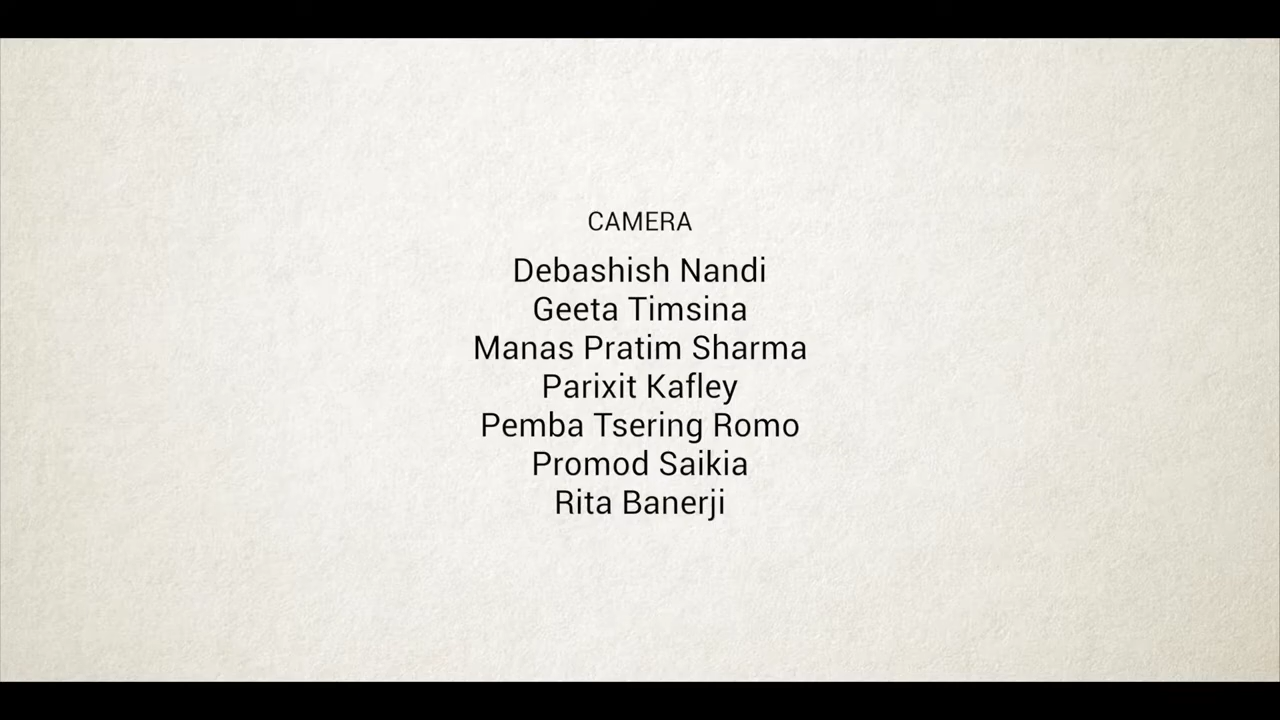 CAMERA
Debashish Nandi
Geeta Timsina
Manas Pratim Sharma
Parixit Kafley
Pemba Tsering Romo
Promod Saikia
Rita Banerji